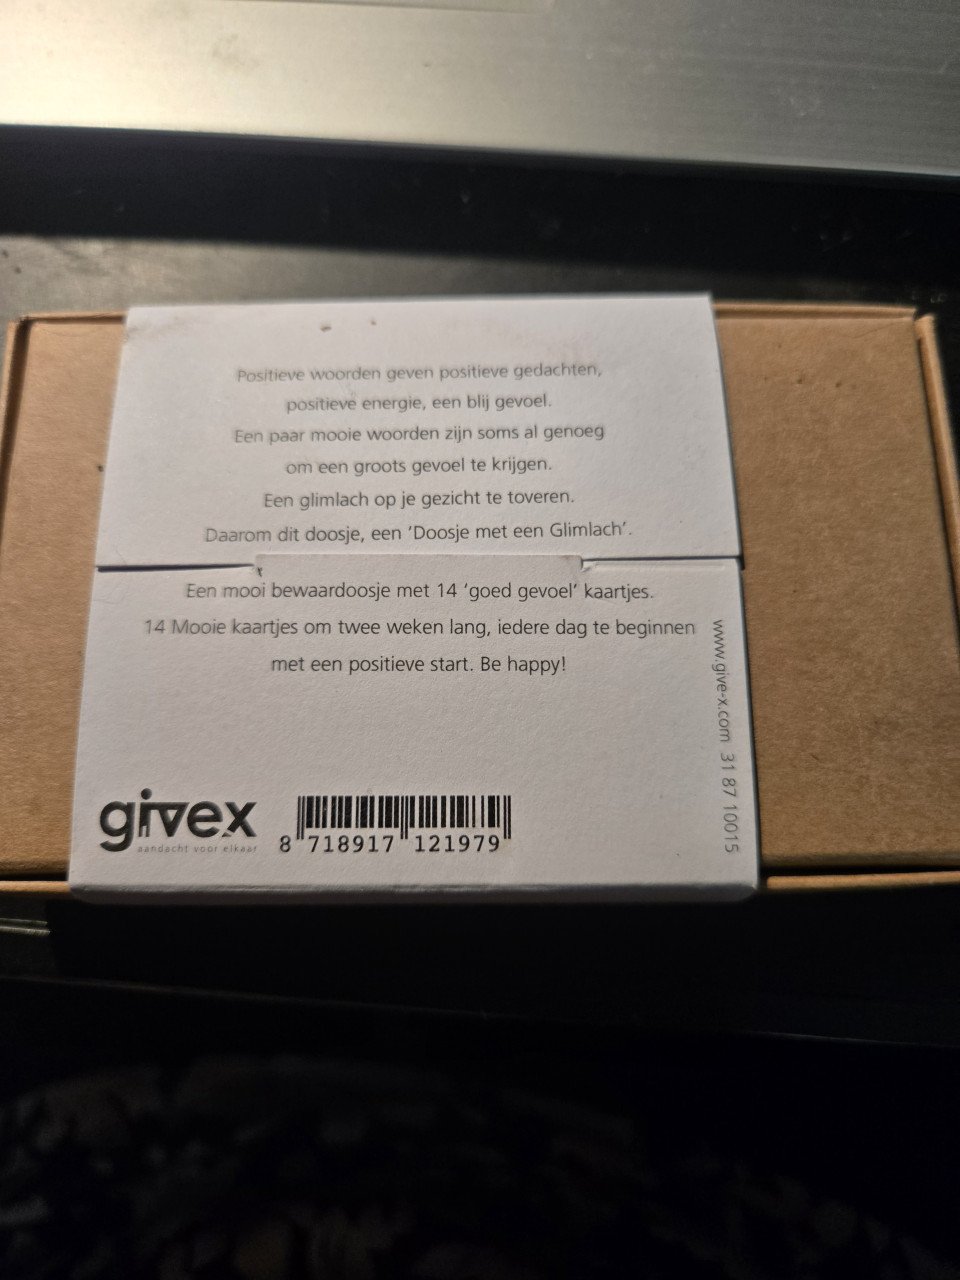 Positieve woorden geven positieve gedachten,
positieve energie, een blij gevoel.
Een paar mooie woorden zijn soms al genoeg
om een groots gevoel te krijgen.
Een glimlach op je gezicht te toveren.
Daarom dit doosje, een ‘Doosje met een Glimlach’.
Een mooi bewaardoosje met 14 ‘goed gevoel’ kaartjes.
14 Mooie kaartjes om twee weken lang, iedere dag te beginnen
met een positieve start. Be happy!
www.give-x.com 31 87 10015
givex
aandacht voor elkaar
8 718917 121979